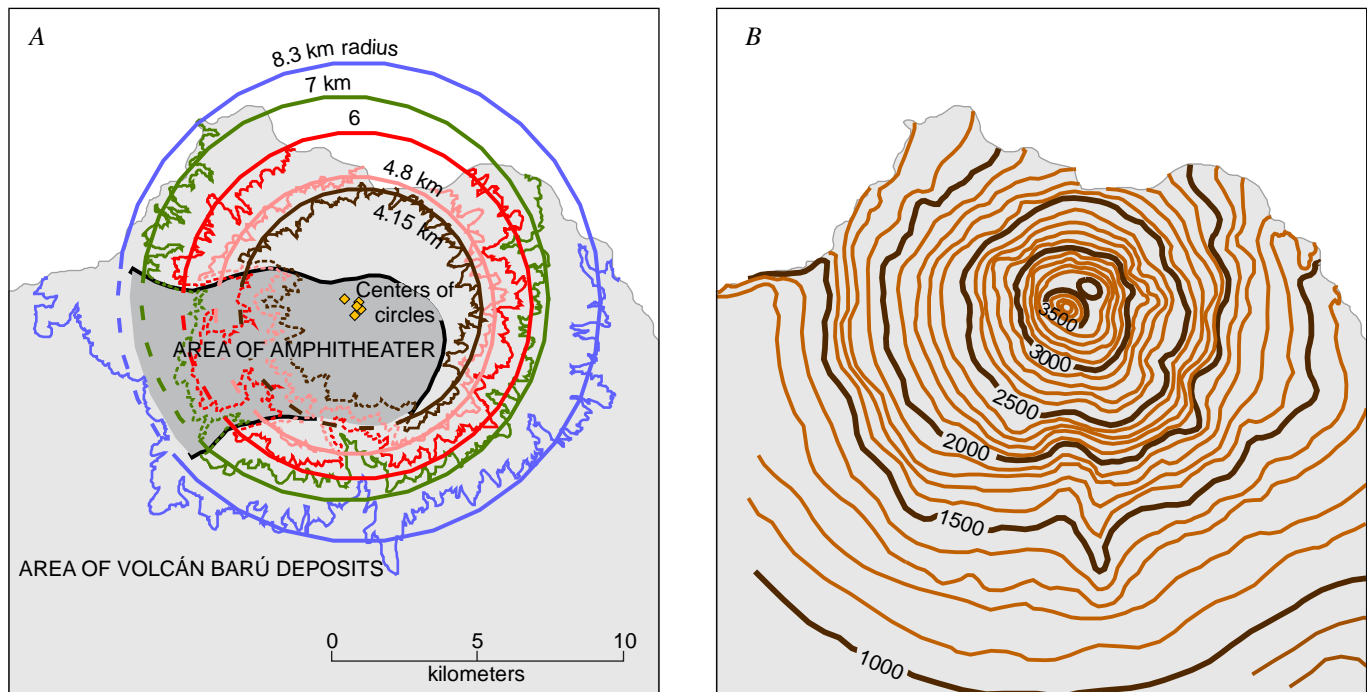 A
8.3 km radius
7 km
6
4.8 km
4.15 km
Centers of
circles
AREA OF AMPHITHEATER
AREA OF VOLCÁN BARÚ DEPOSITS
0 5 10
kilometers
B
3500
3000
2500
2000
1500
1000